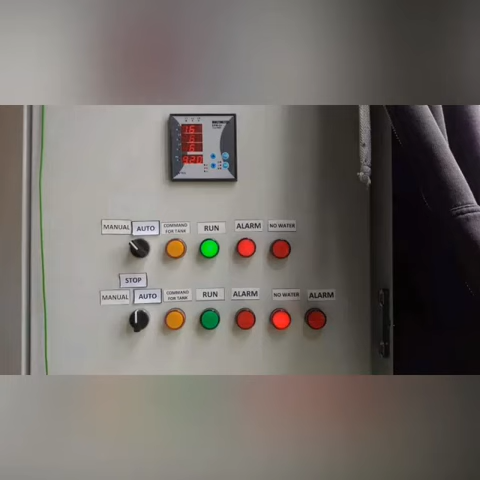 MANUAL
AUTO
COMMAND
FOR TANK
RUN
ALARM
NO WATER
STOP
MANUAL
AUTO
COMMAND
FOR TANK
RUN
ALARM
NO WATER
ALARM